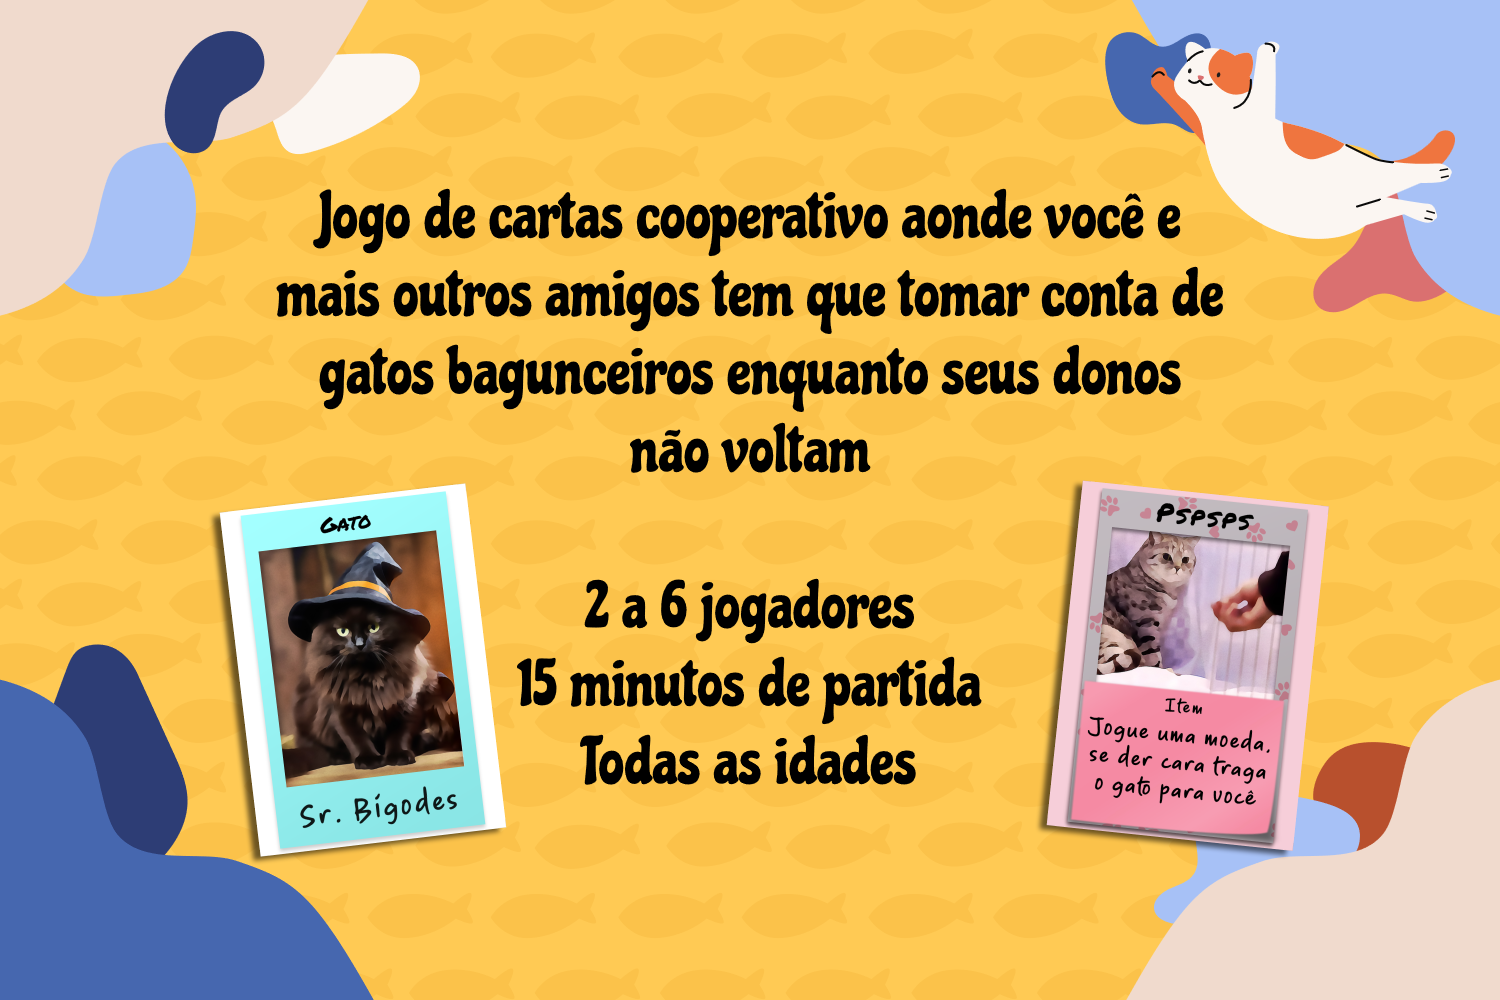 Jogo de cartas cooperativo aonde você e
mais outros amigos tem que tomar conta de
gatos bagunceiros enquanto seus donos
não voltam
2 a 6 jogadores
15 minutos de partida
Todas as idades
Gato
Sr. Bigodes
Pspsps
Item
Jogue uma moeda,
se der cara traga
o gato para você